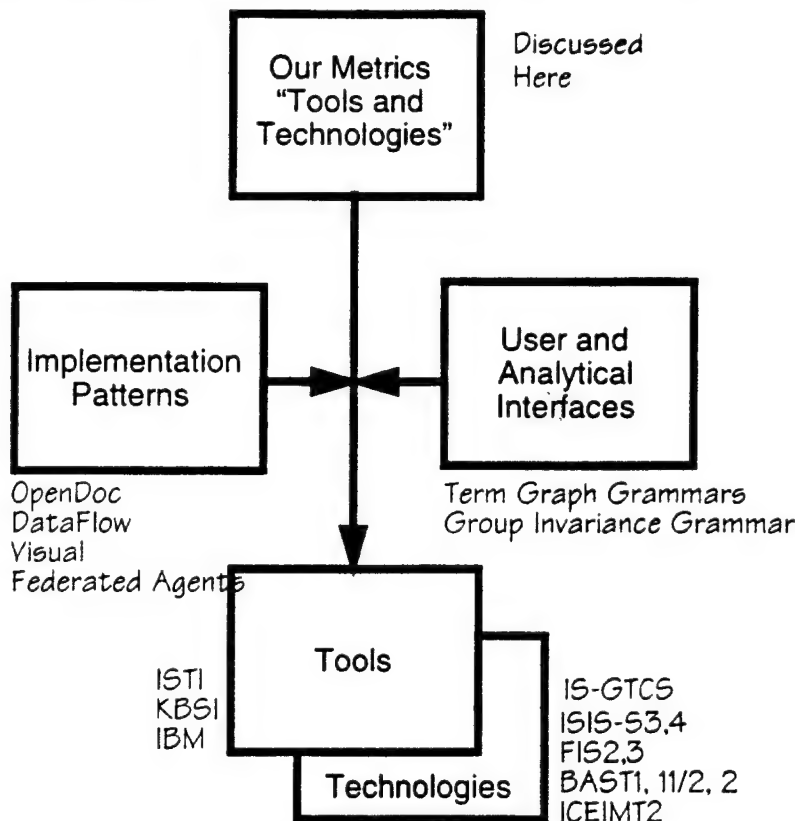 Our Metrics
"Tools and
Technologies"
Discussed
Here
Implementation
Patterns
User and
Analytical
Interfaces
OpenDoc
DataFlow
Visual
Federated Agents
Term Graph Grammars
Group Invariance Grammar
Tools
ISTI
KBSI
IBM
Technologies
IS-GTCS
ISIS-S3,4
FIS2,3
BAST1, 11/2, 2
ICEIMT2